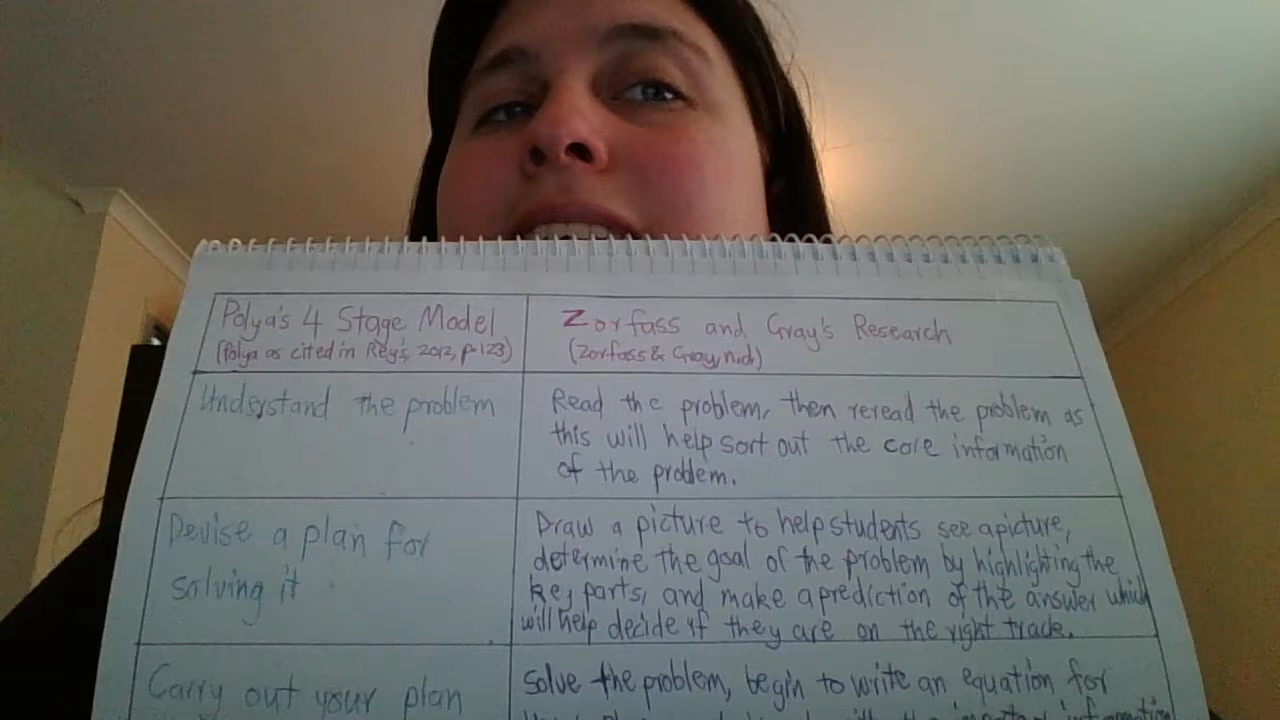 Polya's 4 Stage Model
(Polya as cited in Rey's, 2012, p.123)
Zorfass and Gray's Research
(Zorfass & Gray, n.d)
Understand the problem
Read the problem, then reread the problem as
this will help sort out the core information
of the problem.
Devise a plan for
solving it
Draw a picture to help students see a picture,
determine the goal of the problem by highlighting the
key parts, and make a prediction of the answer which
will help decide if they are on the right track.
Carry out your plan
solve the problem, begin to write an equation for